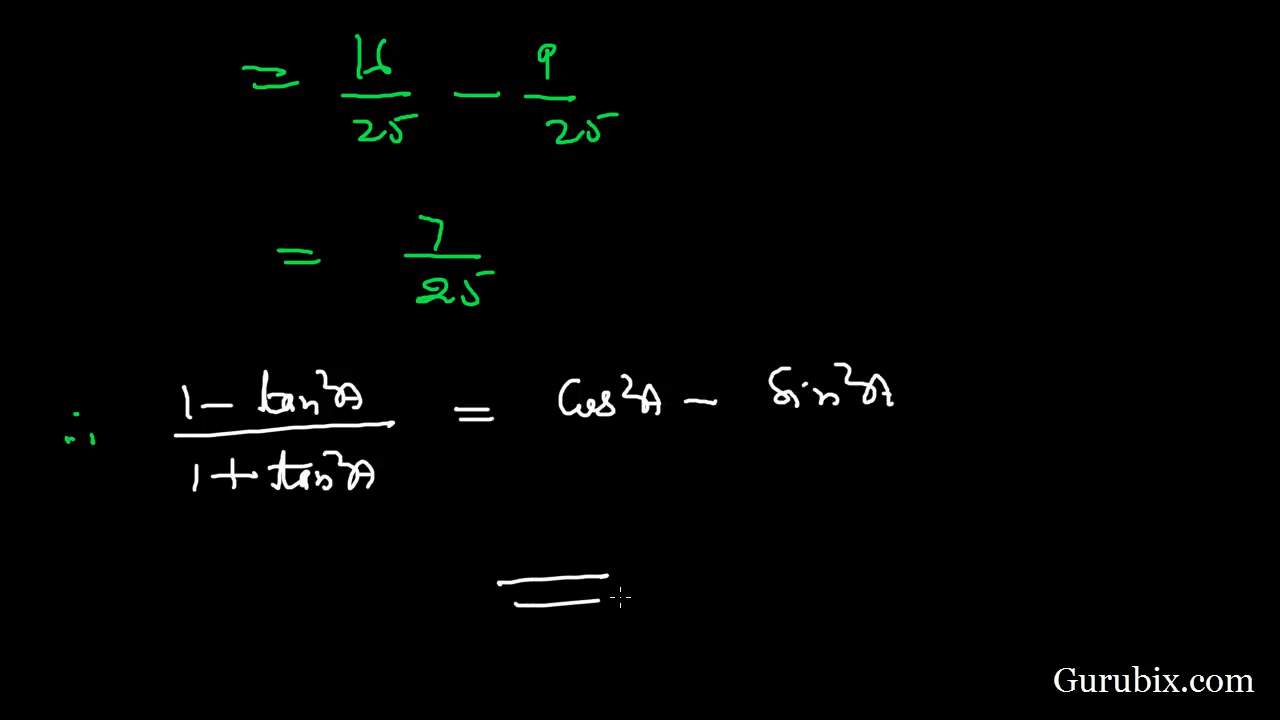 = 16/25 - 9/25
= 7/25
∴ (1 - tan²A)/(1 + tan²A) = Cos²A - Sin²A
Gurubix.com